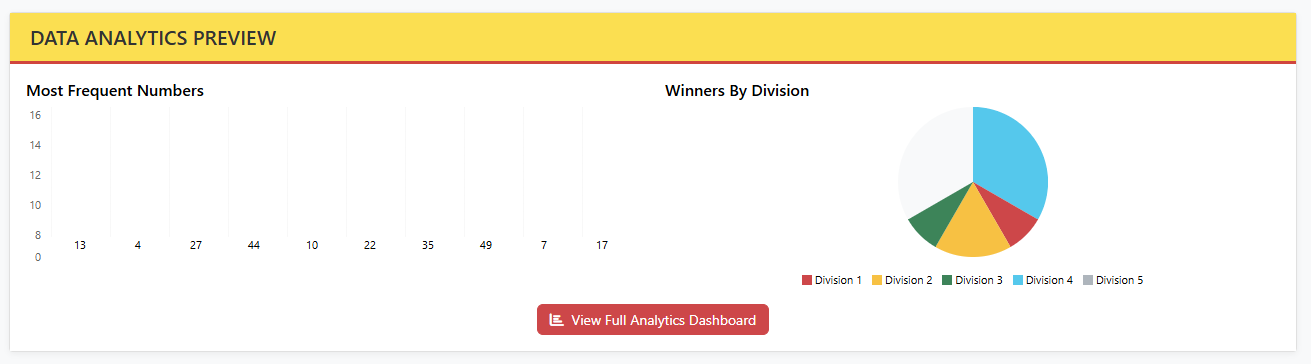 DATA ANALYTICS PREVIEW
Most Frequent Numbers
16
14
12
10
8
0
13 4 27 44 10 22 35 49 7 17
Winners By Division
Division 1 Division 2 Division 3 Division 4 Division 5
View Full Analytics Dashboard